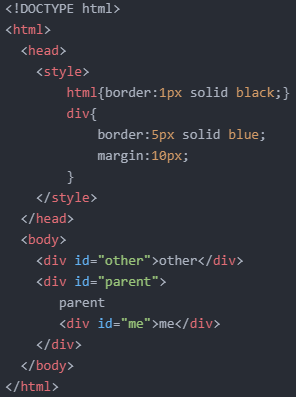 <!DOCTYPE html>
<html>
  <head>
    <style>
        html{border:1px solid black;}
        div{
            border:5px solid blue;
            margin:10px;
        }
    </style>
  </head>
  <body>
    <div id="other">other</div>
    <div id="parent">
       parent
       <div id="me">me</div>
    </div>
  </body>
</html>